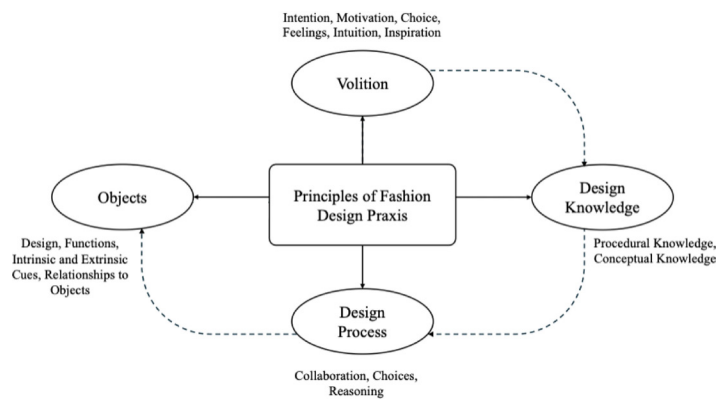 Intention, Motivation, Choice,
Feelings, Intuition, Inspiration
Volition
Objects
Principles of Fashion
Design Praxis
Design
Knowledge
Design, Functions,
Intrinsic and Extrinsic
Cues, Relationships to
Objects
Procedural Knowledge,
Conceptual Knowledge
Design
Process
Collaboration, Choices,
Reasoning